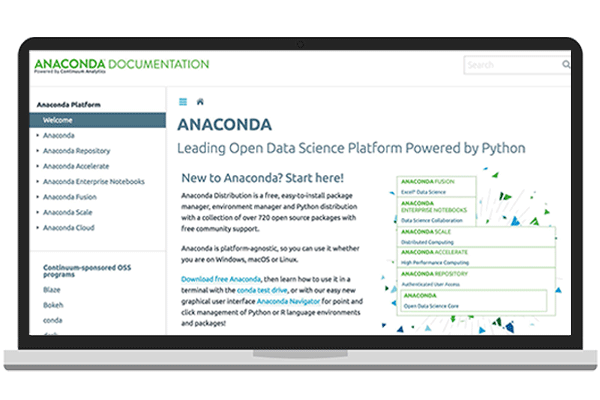 ANACONDA DOCUMENTATION
Powered by Continuum Analytics
Search
Anaconda Platform
Welcome
Anaconda
Anaconda Repository
Anaconda Accelerate
Anaconda Enterprise Notebooks
Anaconda Fusion
Anaconda Scale
Anaconda Cloud
Continuum-sponsored OSS
programs
Blaze
Bokeh
conda
ANACONDA
Leading Open Data Science Platform Powered by Python
New to Anaconda? Start here!
Anaconda Distribution is a free, easy-to-install package
manager, environment manager and Python distribution
with a collection of over 720 open source packages with
free community support.
Anaconda is platform-agnostic, so you can use it whether
you are on Windows, macOS or Linux.
Download free Anaconda, then learn how to use it in a
terminal with the conda test drive, or with our easy new
graphical user interface Anaconda Navigator for point and
click management of Python or R language environments
and packages!
ANACONDA FUSION
Excel® Data Science
ANACONDA
ENTERPRISE NOTEBOOKS
Data Science Collaboration
ANACONDA SCALE
Distributed Computing
ANACONDA ACCELERATE
High Performance Computing
ANACONDA REPOSITORY
Authenticated User Access
ANACONDA
Open Data Science Core